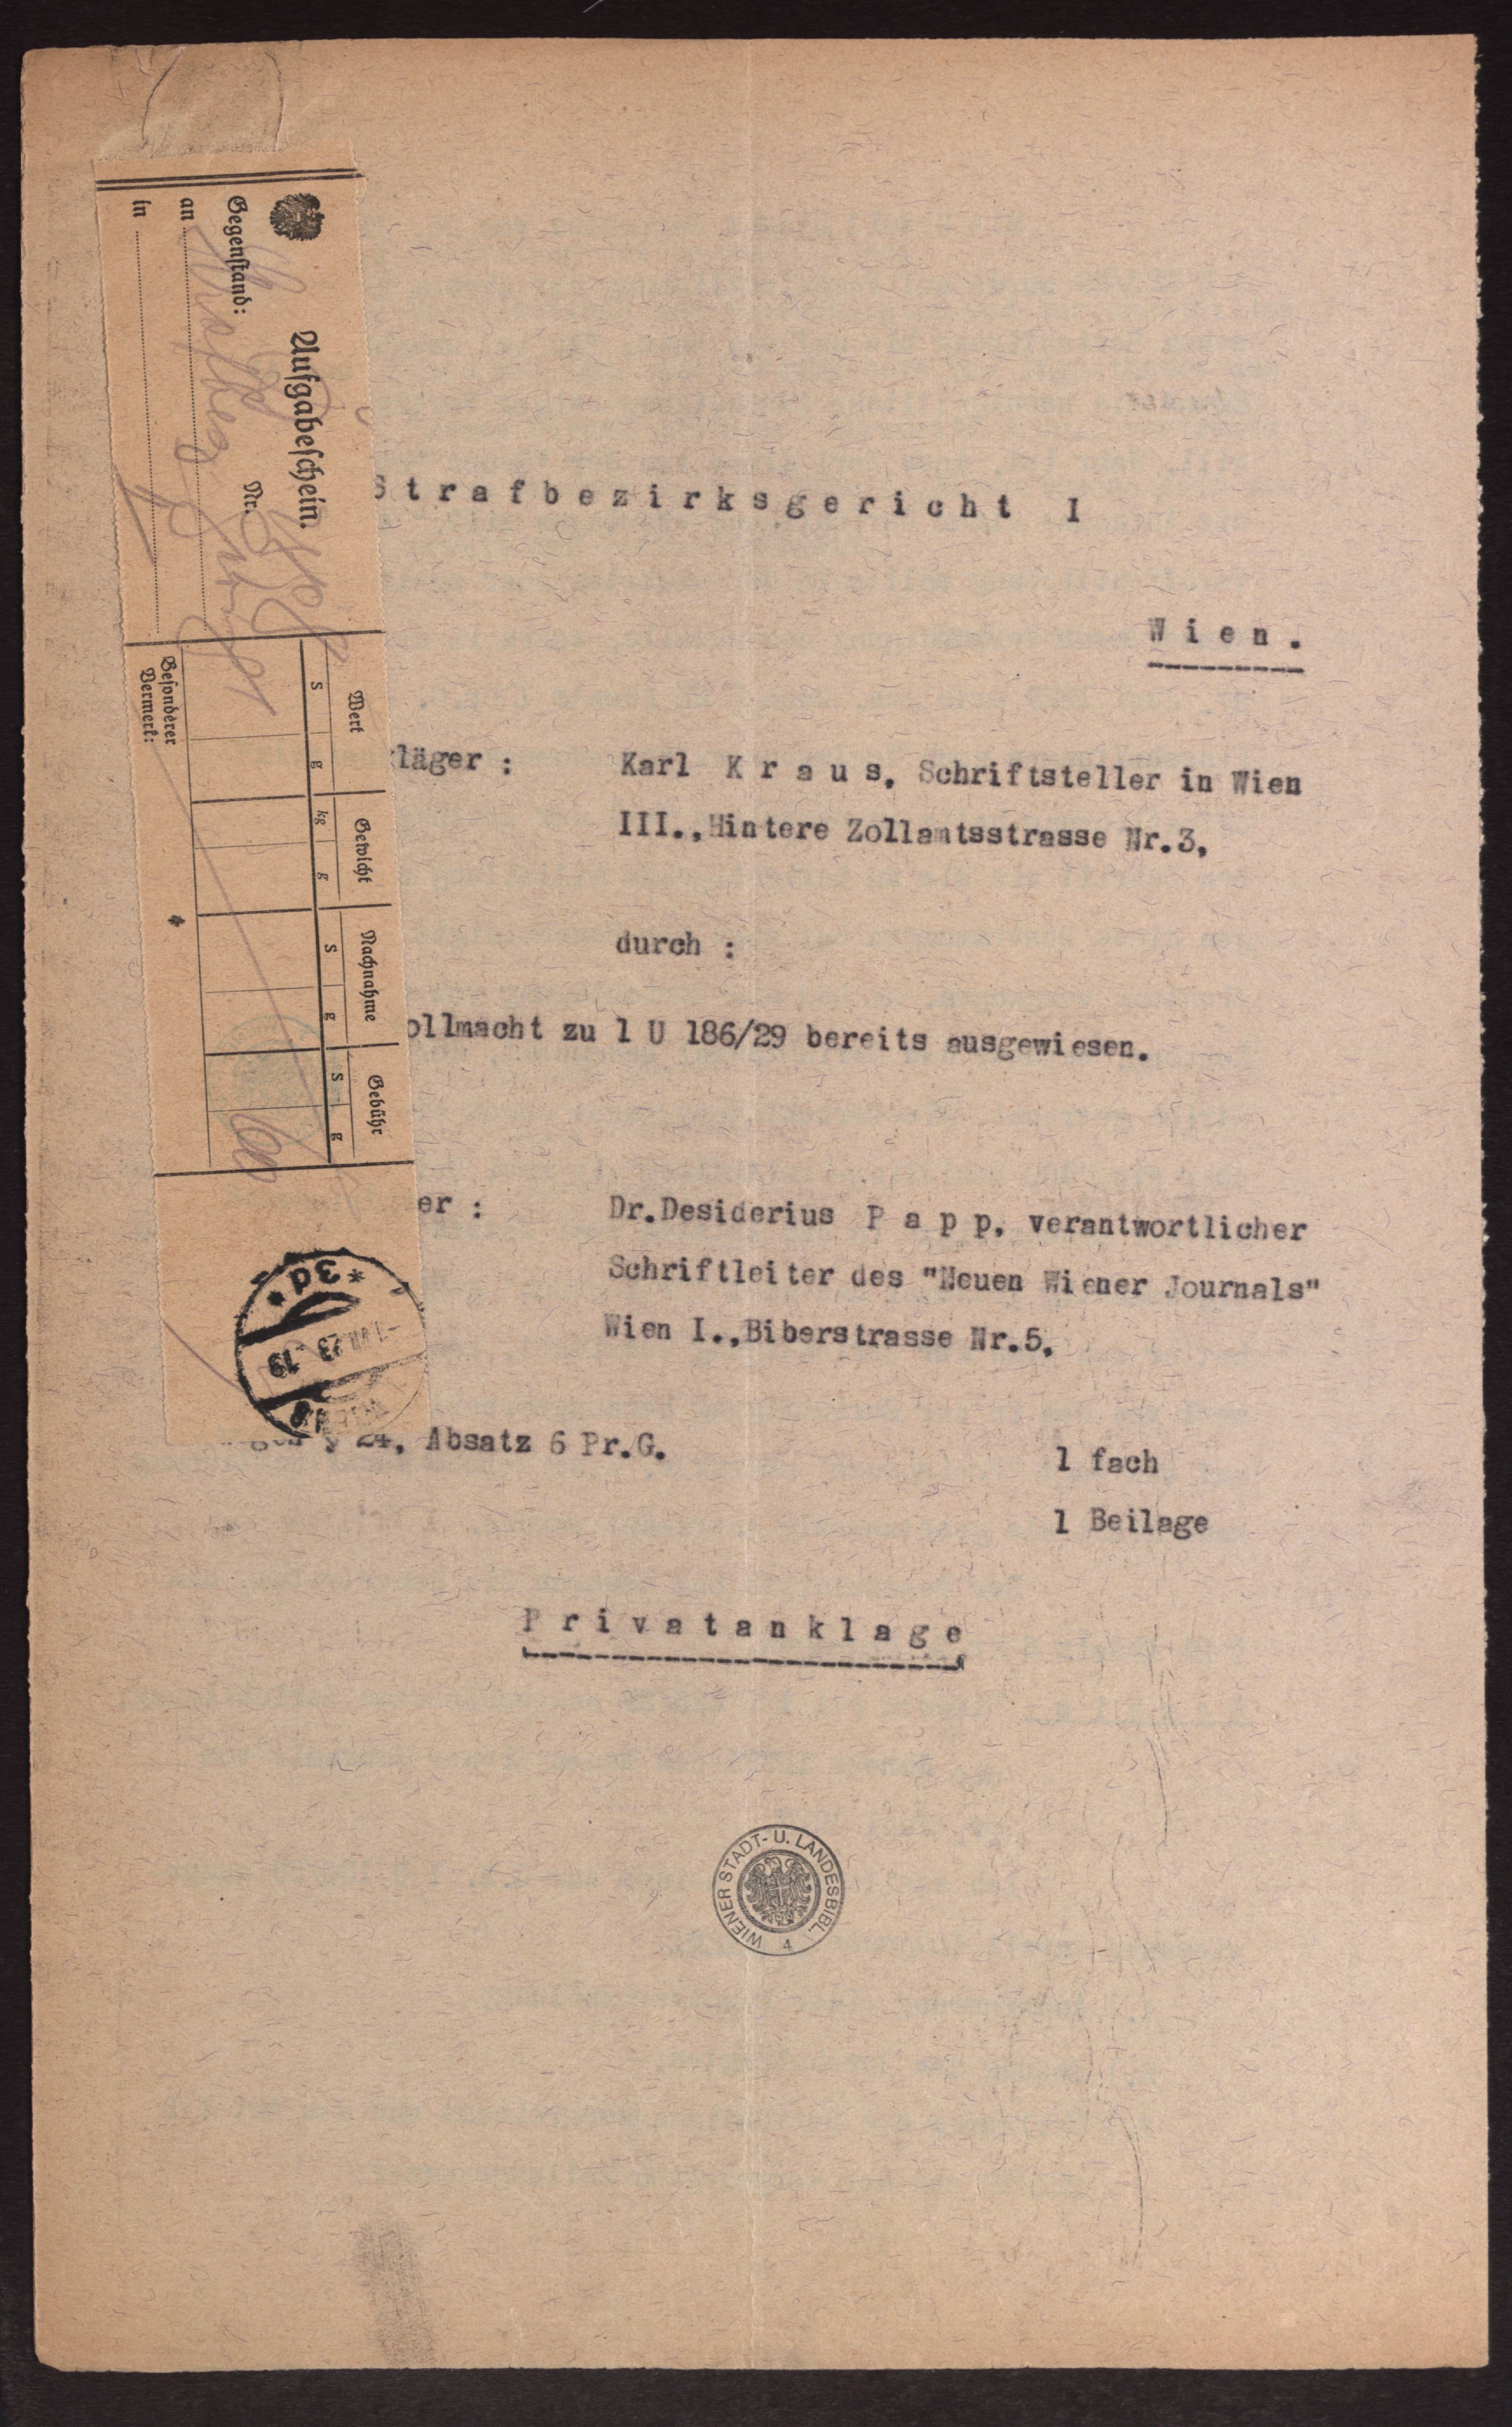 Strafbezirksgericht I
Wien.
kläger :
Karl Kraus, Schriftsteller in Wien
III.,Hintere Zollamtsstrasse Nr.3,
durch :
ollmacht zu 1 U 186/29 bereits ausgewiesen.
er :
Dr.Desiderius Papp, verantwortlicher
Schriftleiter des "Neuen Wiener Journals"
Wien I.,Biberstrasse Nr.5,
24, Absatz 6 Pr.G.
1 fach
1 Beilage
Privatanklage
Aufgabeschein.
Gegenstand:
Nr.
an
in
Wert
S g
Gewicht
kg g
Nachnahme
S g
Gebühr
S g
Besonderer
Vermerk:
*3d*
WIENER STADT- U. LANDESBIBL.
4